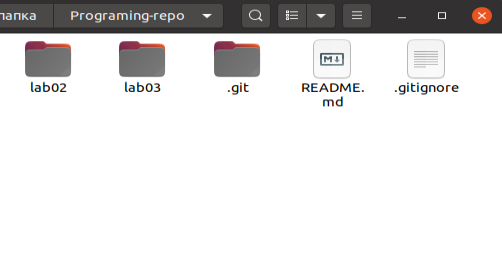 папка Programing-repo
lab02 lab03 .git README.md .gitignore